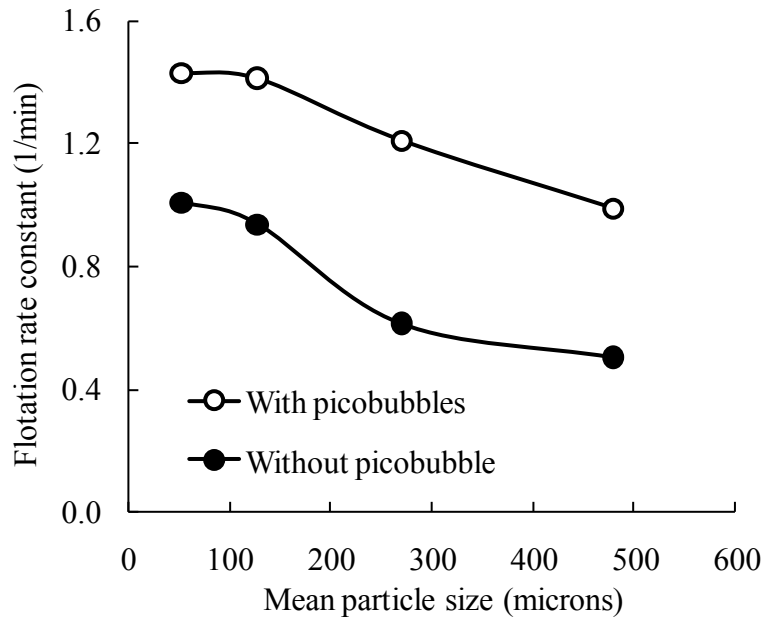 1.6
1.2
0.8
0.4
0.0
Flotation rate constant (1/min)
With picobubbles
Without picobubble
0 100 200 300 400 500 600
Mean particle size (microns)